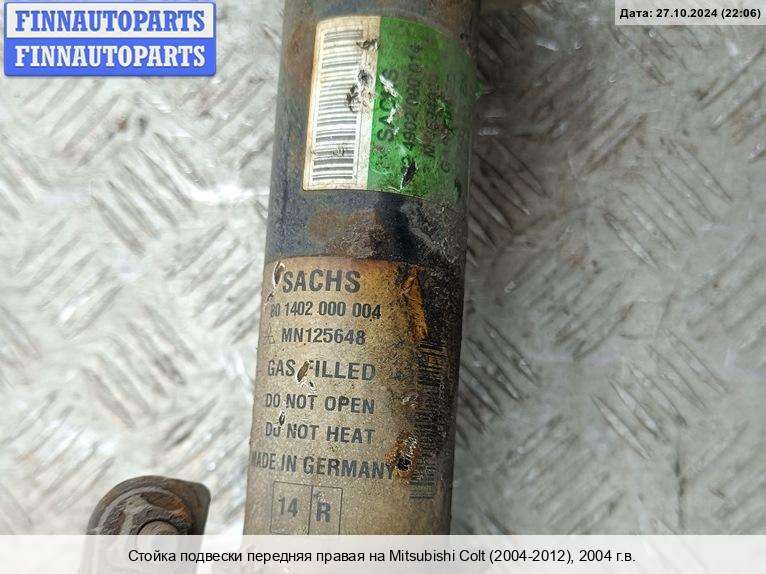 FINNAUTOPARTS
FINNAUTOPARTS
Дата: 27.10.2024 (22:06)
SACHS
SACHS
1402 000 004
MN125648
GAS FILLED
DO NOT OPEN
DO NOT HEAT
MADE IN GERMANY
14 R
Стойка подвески передняя правая на Mitsubishi Colt (2004-2012), 2004 г.в.